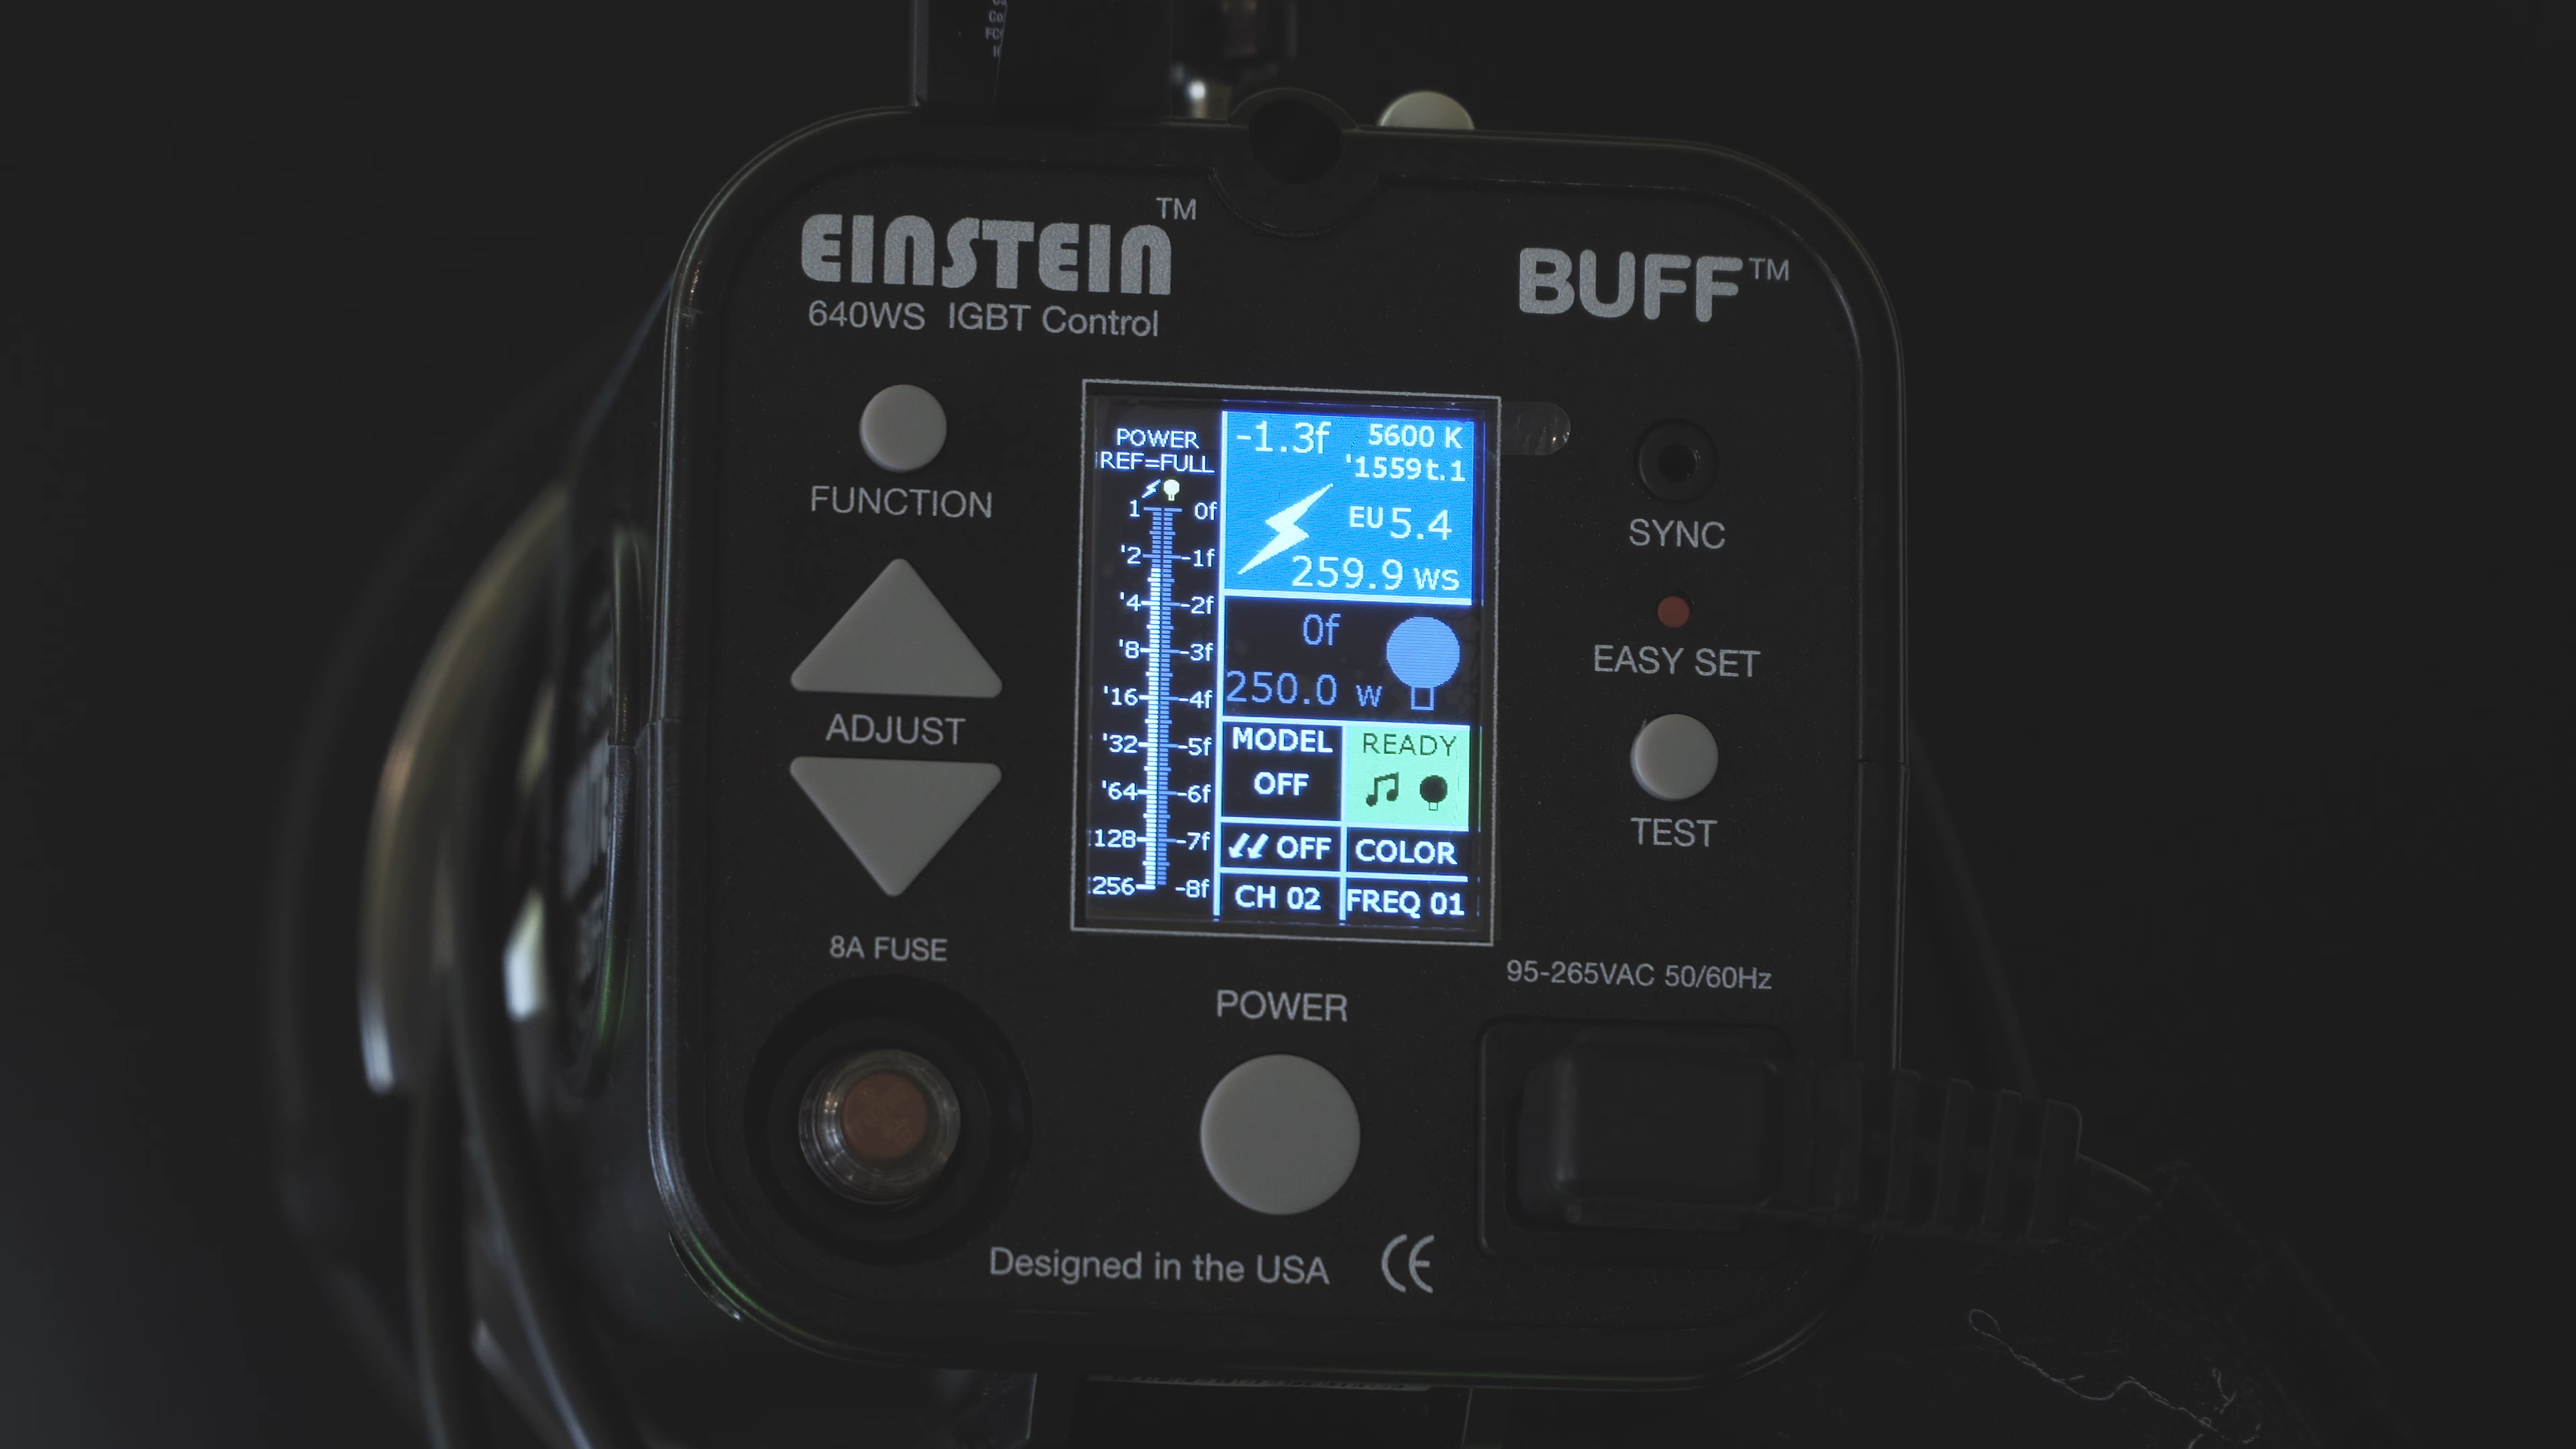 EINSTEIN™
640WS IGBT Control
BUFF™
FUNCTION
ADJUST
8A FUSE
POWER
REF=FULL
1 0f
'2 -1f
'4 -2f
'8 -3f
'16 -4f
'32 -5f
'64 -6f
128 -7f
256 -8f
-1.3f 5600 K
'1559t.1
EU 5.4
259.9 WS
0f
250.0 W
MODEL
OFF
READY
OFF
COLOR
CH 02
FREQ 01
SYNC
EASY SET
TEST
95-265VAC 50/60Hz
POWER
Designed in the USA CE